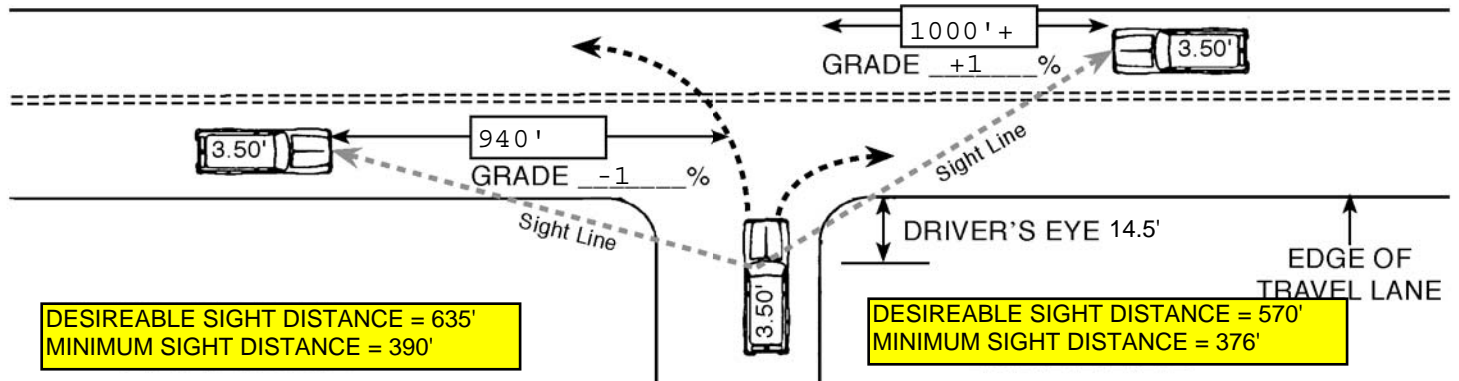 1000'+
GRADE +1 %
3.50'
3.50'
940'
GRADE -1 %
Sight Line
Sight Line
DRIVER'S EYE 14.5'
EDGE OF
TRAVEL LANE
3.50'
DESIREABLE SIGHT DISTANCE = 635'
MINIMUM SIGHT DISTANCE = 390'
DESIREABLE SIGHT DISTANCE = 570'
MINIMUM SIGHT DISTANCE = 376'